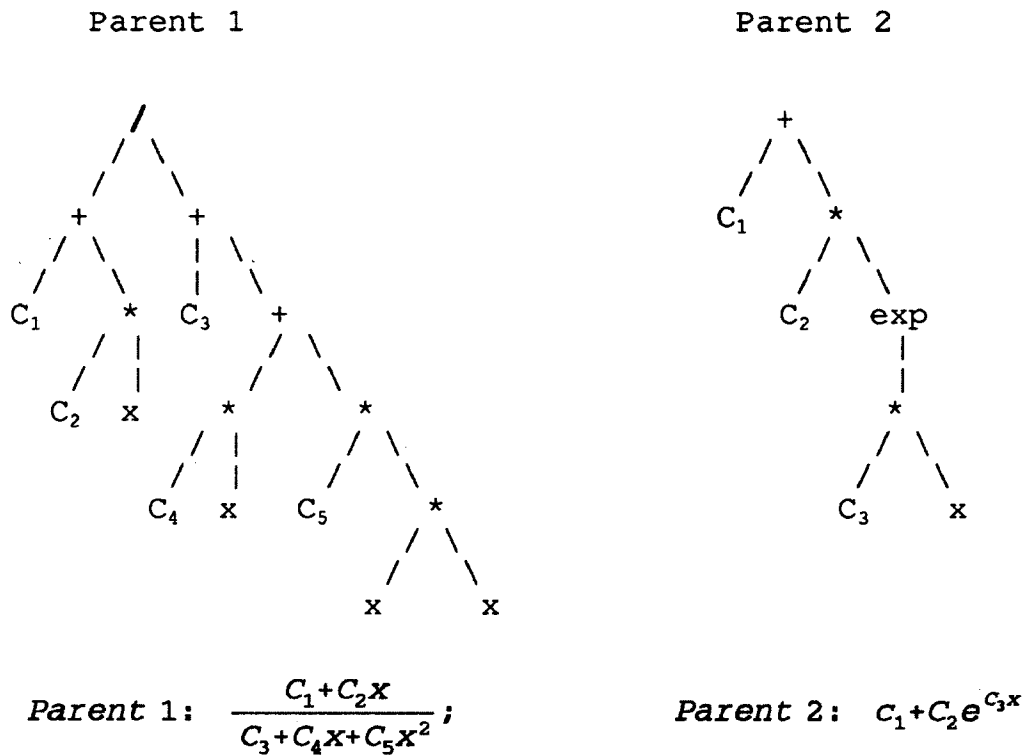 Parent 1 Parent 2
/ +
+ + C₁ *
C₁ * C₃ + C₂ exp
C₂ x * * *
C₄ x C₅ * C₃ x
x x
Parent 1: \frac{C₁+C₂x}{C₃+C₄x+C₅x²}; Parent 2: C₁+C₂e^{C₃x}